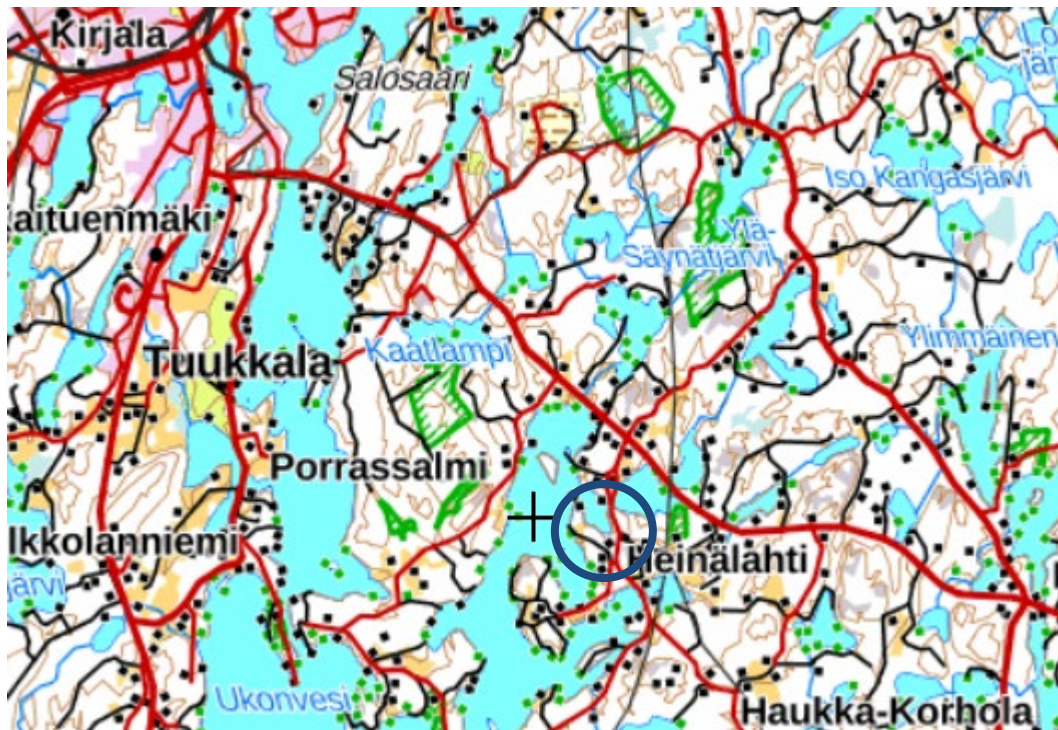 Kirjala
Salosaari
Iso Kangasjärvi
aituenmäki
Ylä-
Säynätjärvi
Kaatlampi
Ylimmäinen
Tuukkala
Porrassalmi
lkkolanniemi
Heinälahti
järvi
Ukonvesi
Haukka-Korhola